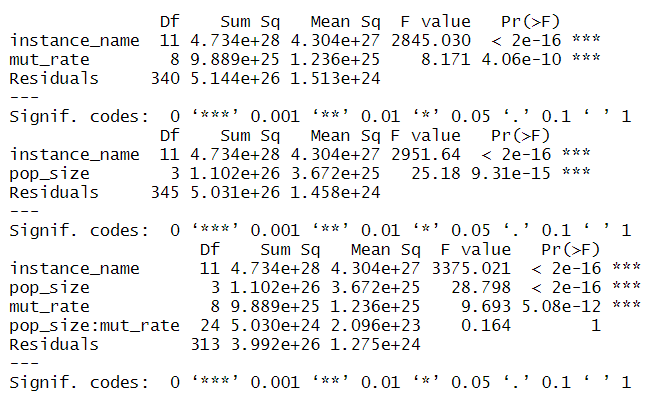 Df    Sum Sq   Mean Sq  F value   Pr(>F)    
instance_name  11 4.734e+28 4.304e+27 2845.030  < 2e-16 ***
mut_rate        8 9.889e+25 1.236e+25    8.171 4.06e-10 ***
Residuals     340 5.144e+26 1.513e+24
---
Signif. codes:  0 ‘***’ 0.001 ‘**’ 0.01 ‘*’ 0.05 ‘.’ 0.1 ‘ ’ 1
               Df    Sum Sq   Mean Sq F value   Pr(>F)    
instance_name  11 4.734e+28 4.304e+27 2951.64  < 2e-16 ***
pop_size        3 1.102e+26 3.672e+25   25.18 9.31e-15 ***
Residuals     345 5.031e+26 1.458e+24
---
Signif. codes:  0 ‘***’ 0.001 ‘**’ 0.01 ‘*’ 0.05 ‘.’ 0.1 ‘ ’ 1
                   Df    Sum Sq   Mean Sq  F value   Pr(>F)    
instance_name      11 4.734e+28 4.304e+27 3375.021  < 2e-16 ***
pop_size            3 1.102e+26 3.672e+25   28.798  < 2e-16 ***
mut_rate            8 9.889e+25 1.236e+25    9.693 5.08e-12 ***
pop_size:mut_rate  24 5.030e+24 2.096e+23    0.164        1
Residuals         313 3.992e+26 1.275e+24
---
Signif. codes:  0 ‘***’ 0.001 ‘**’ 0.01 ‘*’ 0.05 ‘.’ 0.1 ‘ ’ 1